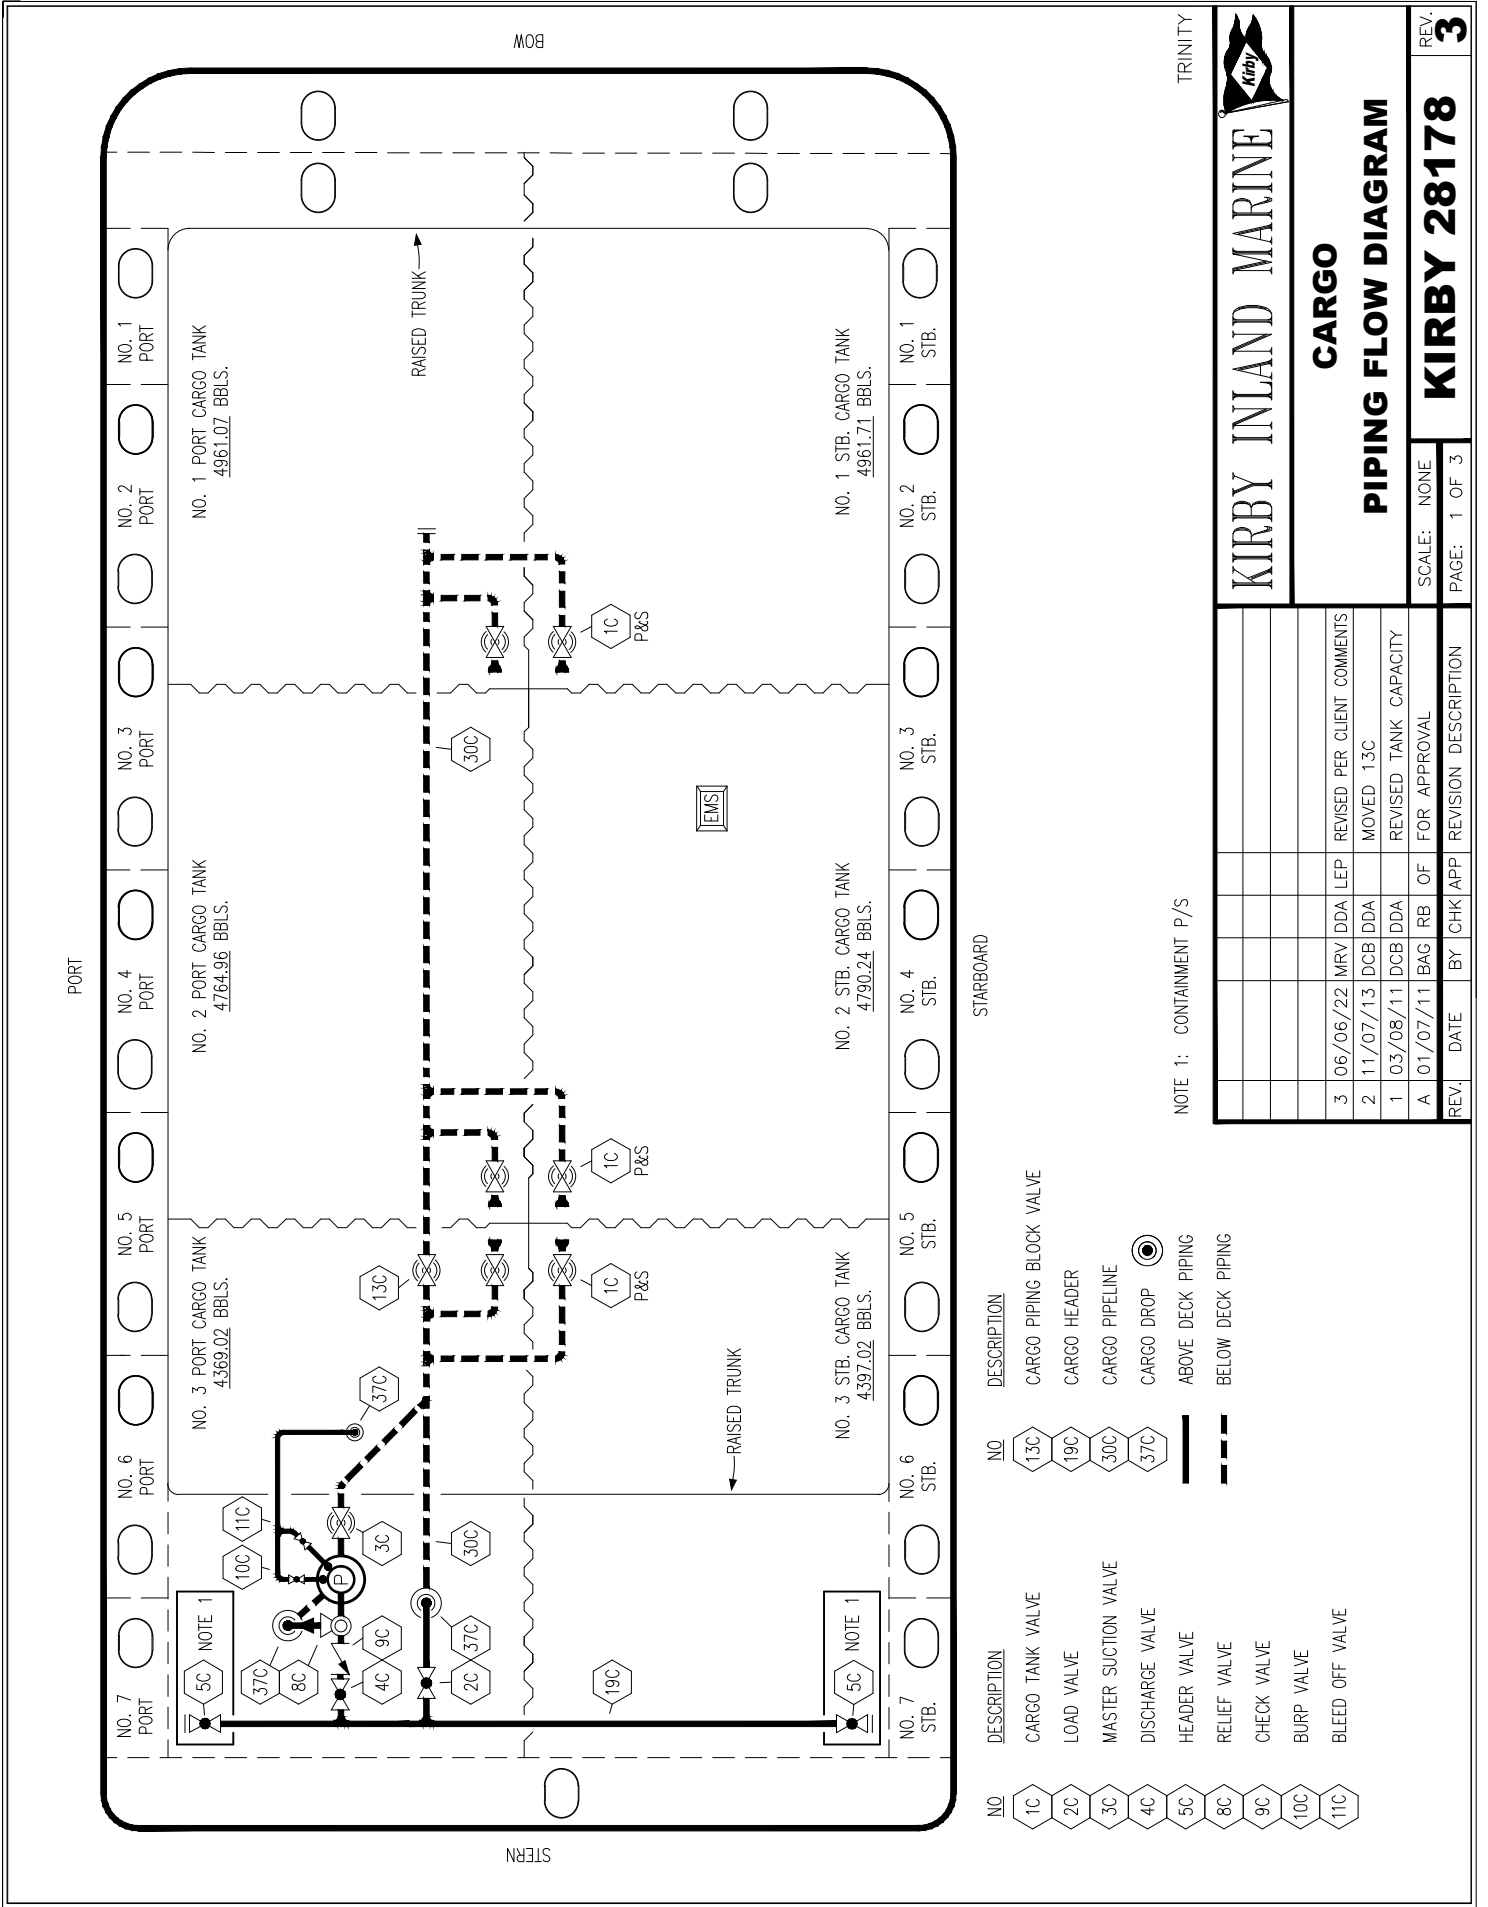 PORT
STERN
BOW
STARBOARD
NO. 7
PORT
NO. 6
PORT
NO. 5
PORT
NO. 4
PORT
NO. 3
PORT
NO. 2
PORT
NO. 1
PORT
NO. 3 PORT CARGO TANK
4369.02 BBLS.
NO. 2 PORT CARGO TANK
4764.96 BBLS.
NO. 1 PORT CARGO TANK
4961.07 BBLS.
5C
NOTE 1
10C
11C
37C
8C
37C
13C
3C
9C
4C
RAISED TRUNK
37C
2C
30C
30C
19C
1C
P&S
1C
P&S
1C
P&S
EMS
RAISED TRUNK
5C
NOTE 1
NO. 3 STB. CARGO TANK
4397.02 BBLS.
NO. 2 STB. CARGO TANK
4790.24 BBLS.
NO. 1 STB. CARGO TANK
4961.71 BBLS.
NO. 7
STB.
NO. 6
STB.
NO. 5
STB.
NO. 4
STB.
NO. 3
STB.
NO. 2
STB.
NO. 1
STB.
P
NO DESCRIPTION
1C CARGO TANK VALVE
2C LOAD VALVE
3C MASTER SUCTION VALVE
4C DISCHARGE VALVE
5C HEADER VALVE
8C RELIEF VALVE
9C CHECK VALVE
10C BURP VALVE
11C BLEED OFF VALVE
NO DESCRIPTION
13C CARGO PIPING BLOCK VALVE
19C CARGO HEADER
30C CARGO PIPELINE
37C CARGO DROP
ABOVE DECK PIPING
BELOW DECK PIPING
NOTE 1: CONTAINMENT P/S
TRINITY
3 06/06/22 MRV DDA LEP REVISED PER CLIENT COMMENTS
2 11/07/13 DCB DDA MOVED 13C
1 03/08/11 DCB DDA REVISED TANK CAPACITY
A 01/07/11 BAG RB OF FOR APPROVAL
REV. DATE BY CHK APP REVISION DESCRIPTION
KIRBY INLAND MARINE
Kirby
CARGO
PIPING FLOW DIAGRAM
SCALE: NONE
PAGE: 1 OF 3
KIRBY 28178
REV.
3